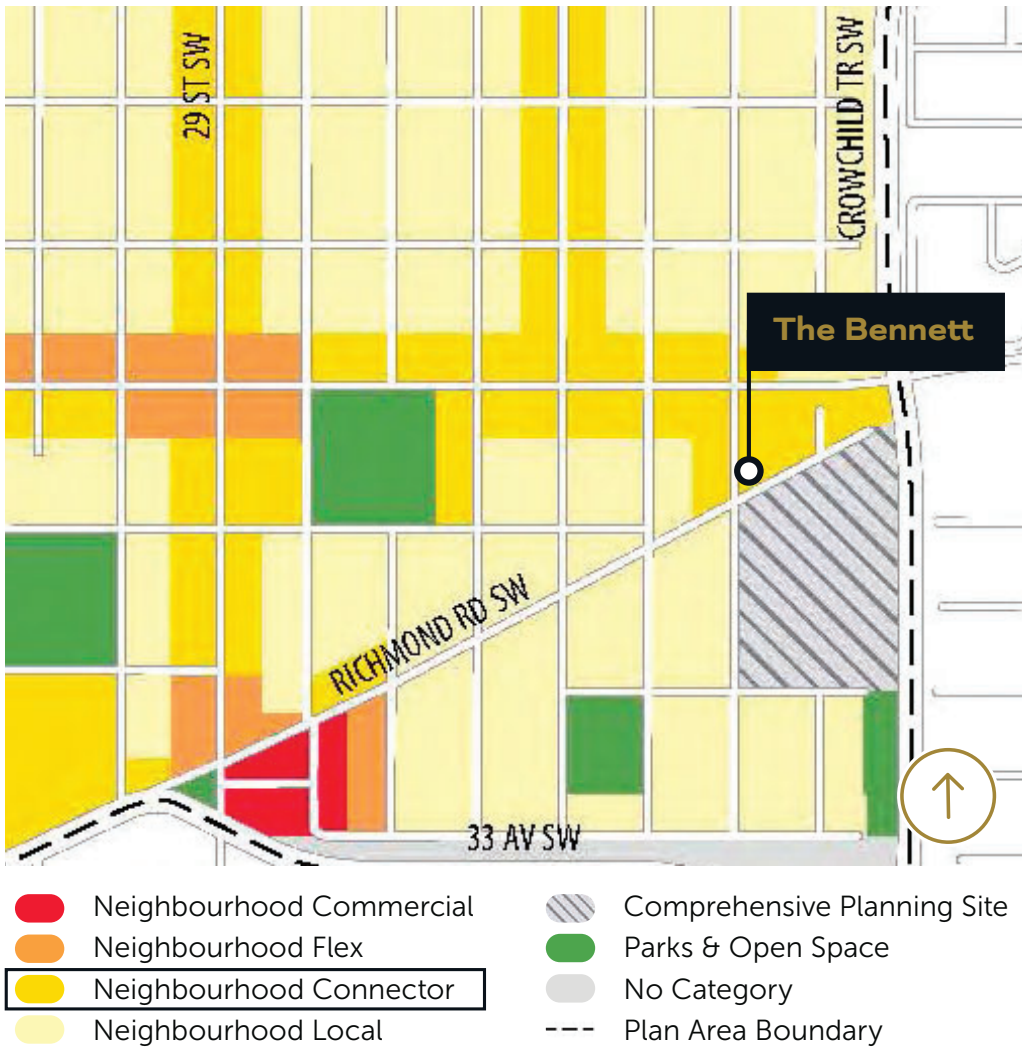 29 ST SW
CROWCHILD TR SW
The Bennett
RICHMOND RD SW
33 AV SW
Neighbourhood Commercial
Neighbourhood Flex
Neighbourhood Connector
Neighbourhood Local
Comprehensive Planning Site
Parks & Open Space
No Category
Plan Area Boundary